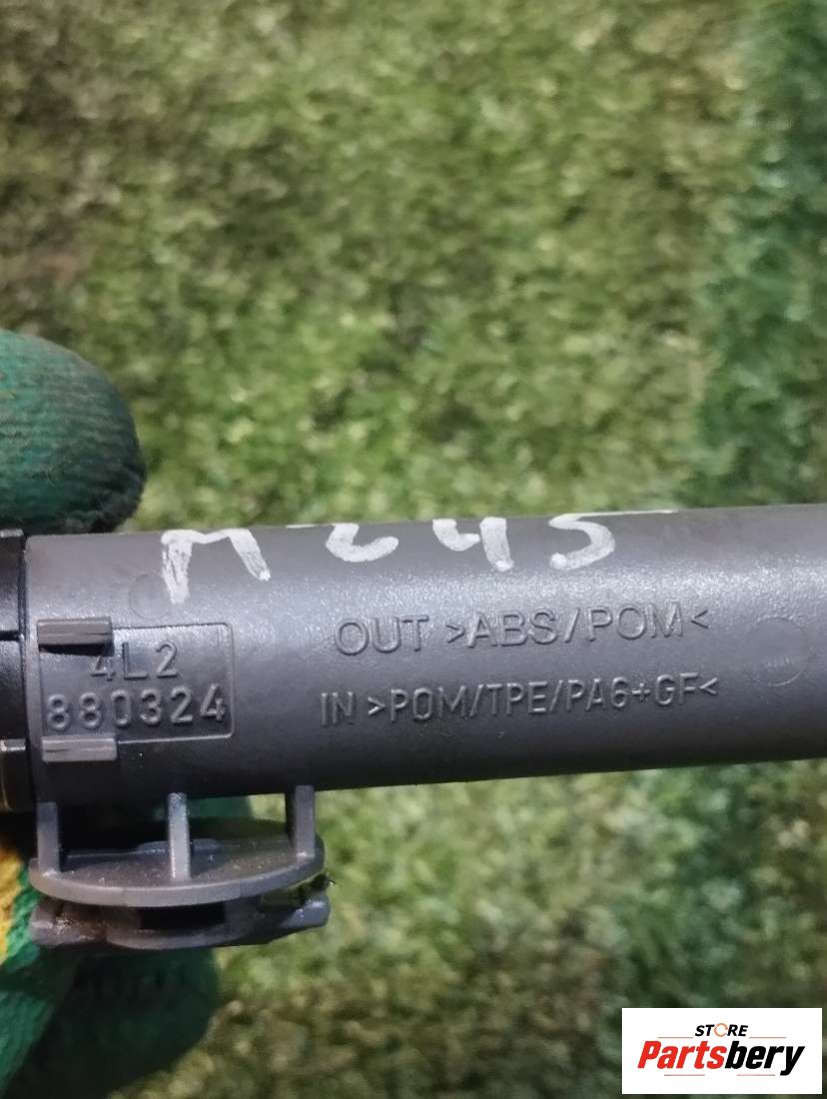 M245
4L2
880324
OUT >ABS/POM<
IN >POM/TPE/PA6+GF<
STORE
Partsbery